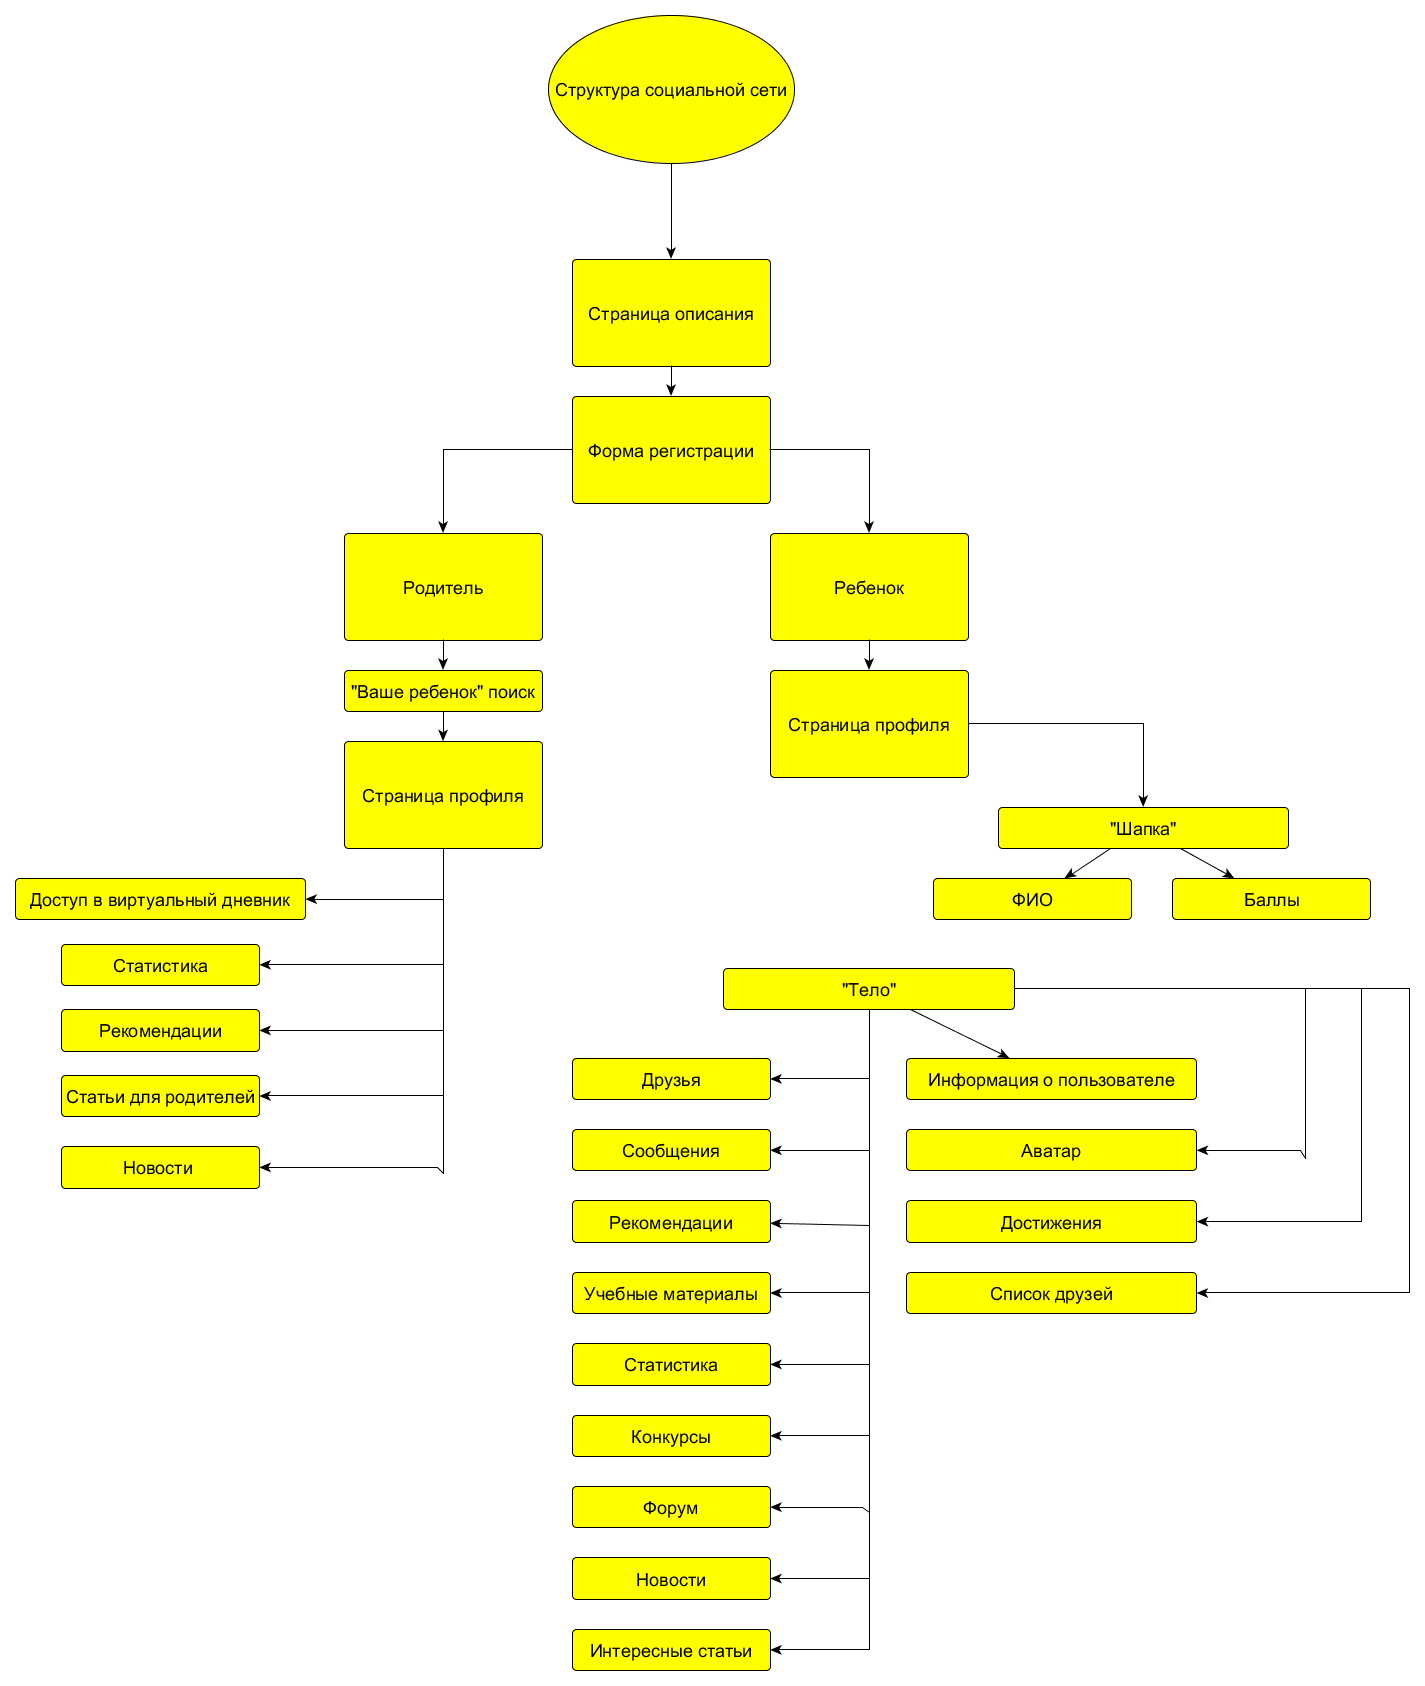 Структура социальной сети
Страница описания
Форма регистрации
Родитель
Ребенок
"Ваше ребенок" поиск
Страница профиля
Страница профиля
"Шапка"
ФИО
Баллы
Доступ в виртуальный дневник
Статистика
Рекомендации
Статьи для родителей
Новости
"Тело"
Друзья
Сообщения
Рекомендации
Учебные материалы
Статистика
Конкурсы
Форум
Новости
Интересные статьи
Информация о пользователе
Аватар
Достижения
Список друзей